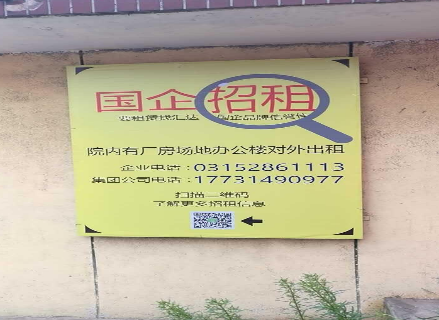 国企招租
院内有厂房场地办公楼对外出租
企业电话：03152861113
集团公司电话：17731490977
扫描二维码
了解更多招租信息